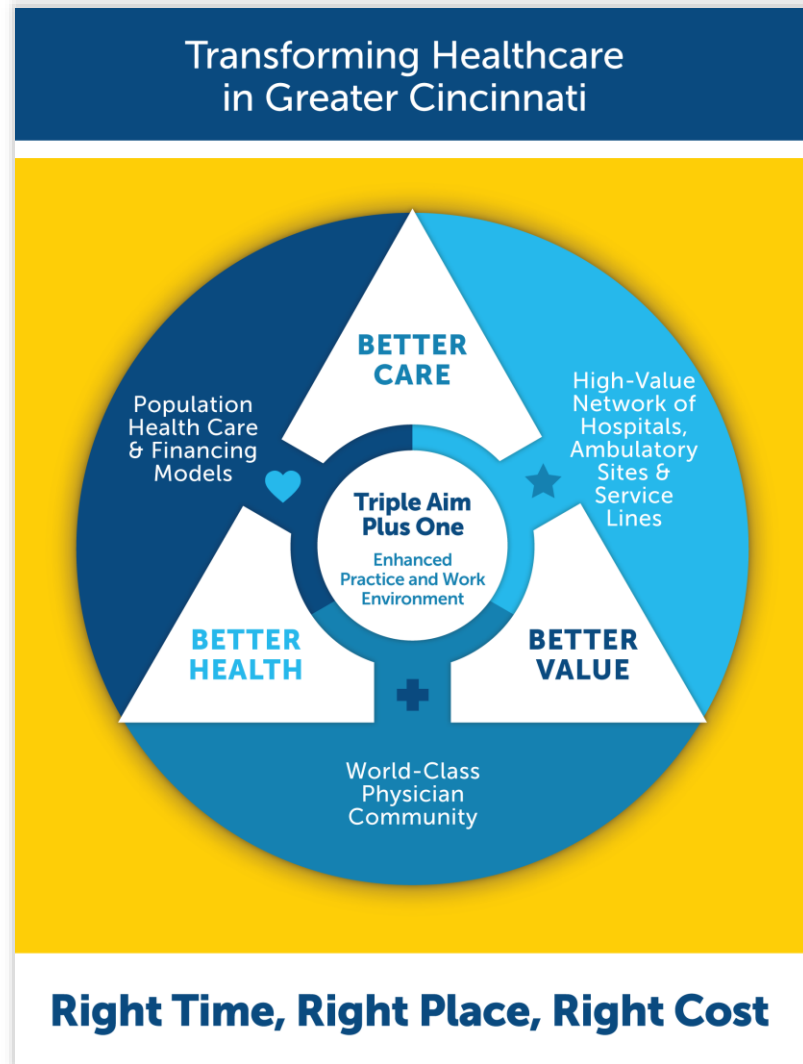 Transforming Healthcare
in Greater Cincinnati
BETTER
CARE
Population
Health Care
& Financing
Models
High-Value
Network of
Hospitals,
Ambulatory
Sites &
Service
Lines
Triple Aim
Plus One
Enhanced
Practice and Work
Environment
BETTER
HEALTH
BETTER
VALUE
World-Class
Physician
Community
Right Time, Right Place, Right Cost